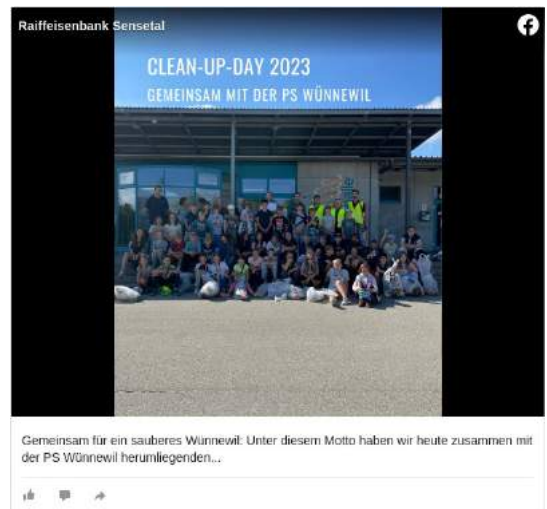 Raiffeisenbank Sensetal
CLEAN-UP-DAY 2023
GEMEINSAM MIT DER PS WÜNNEWIL
Gemeinsam für ein sauberes Wünnewil: Unter diesem Motto haben wir heute zusammen mit
der PS Wünnewil herumliegenden...